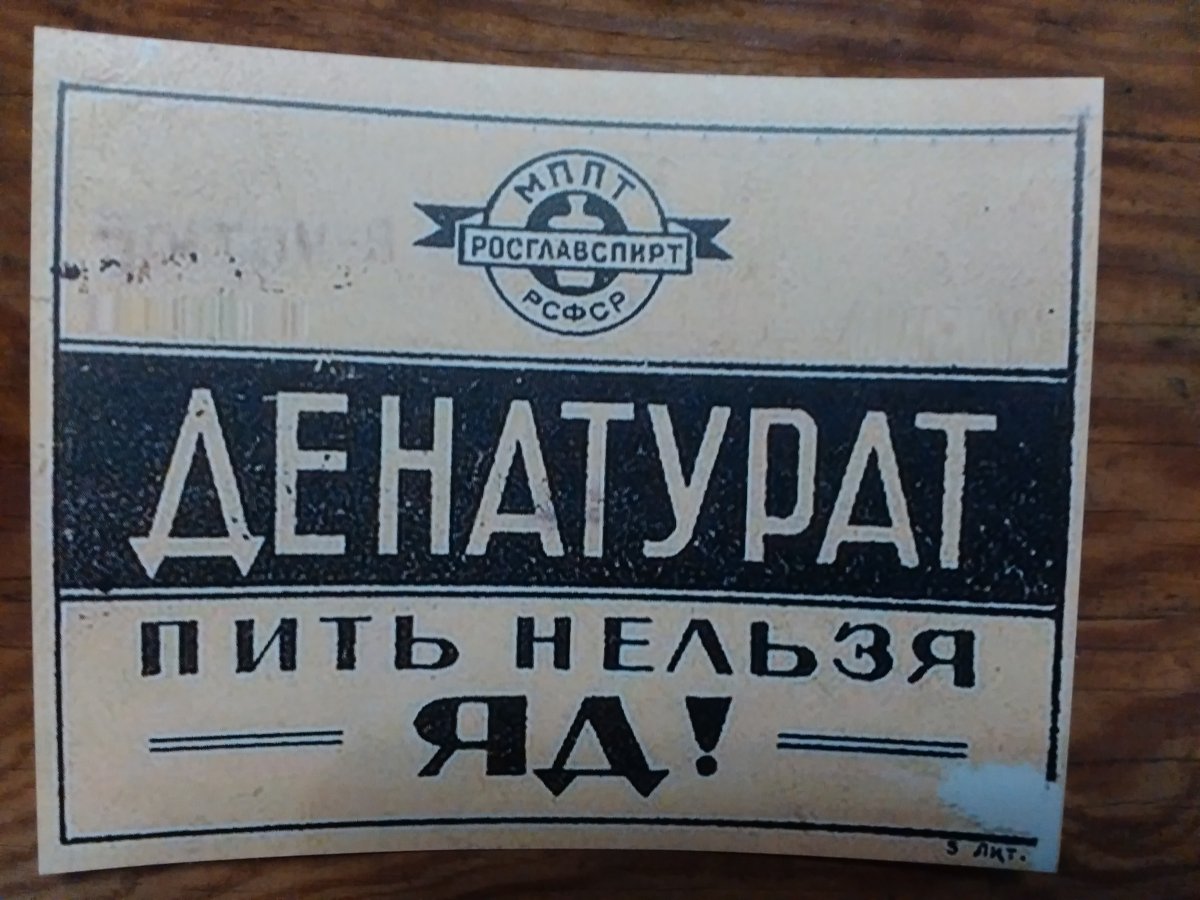 МППТ
РОСГЛАВСПИРТ
РСФСР
ДЕНАТУРАТ
ПИТЬ НЕЛЬЗЯ
ЯД!